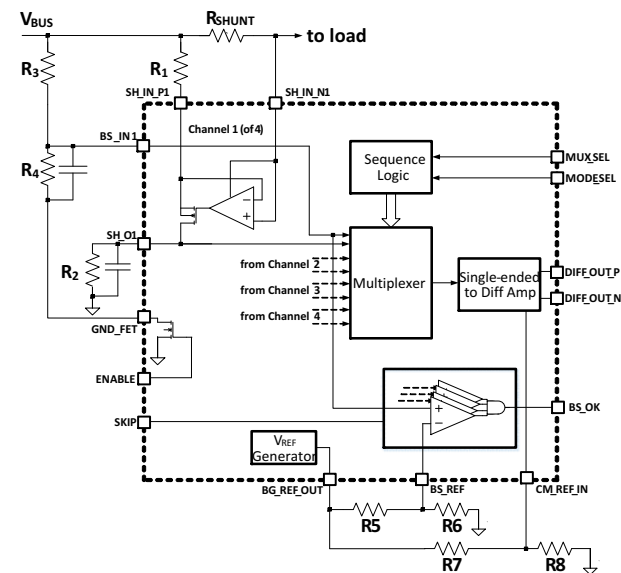 VBUS
RSHUNT
to load
R3
R1
SH_IN_P1
SH_IN_N1
BS_IN1
Channel 1 (of 4)
R4
Sequence
Logic
MUX_SEL
MODE_SEL
SH_O1
R2
from Channel 2
from Channel 3
from Channel 4
Multiplexer
Single-ended
to Diff Amp
DIFF_OUT_P
DIFF_OUT_N
GND_FET
ENABLE
SKIP
BS_OK
VREF
Generator
BG_REF_OUT
BS_REF
CM_REF_IN
R5
R6
R7
R8